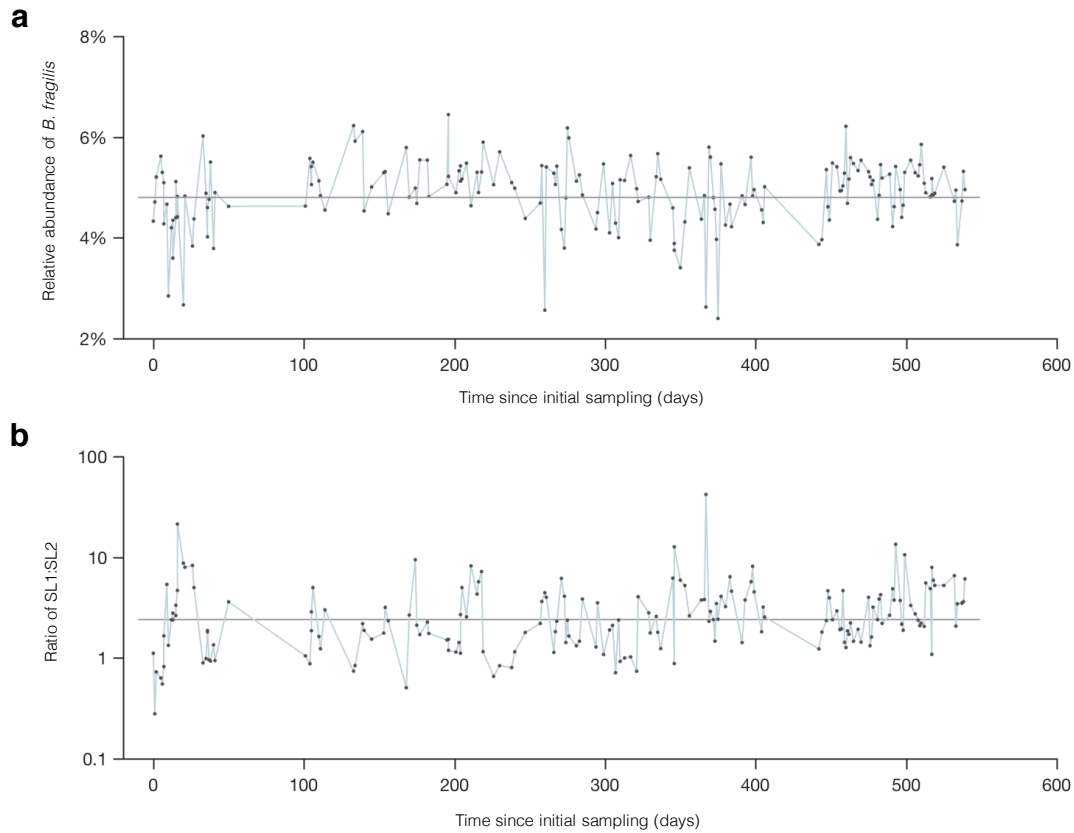 a
8%
6%
4%
2%
Relative abundance of B. fragilis
0 100 200 300 400 500 600
Time since initial sampling (days)
b
100
10
1
0.1
Ratio of SL1:SL2
0 100 200 300 400 500 600
Time since initial sampling (days)